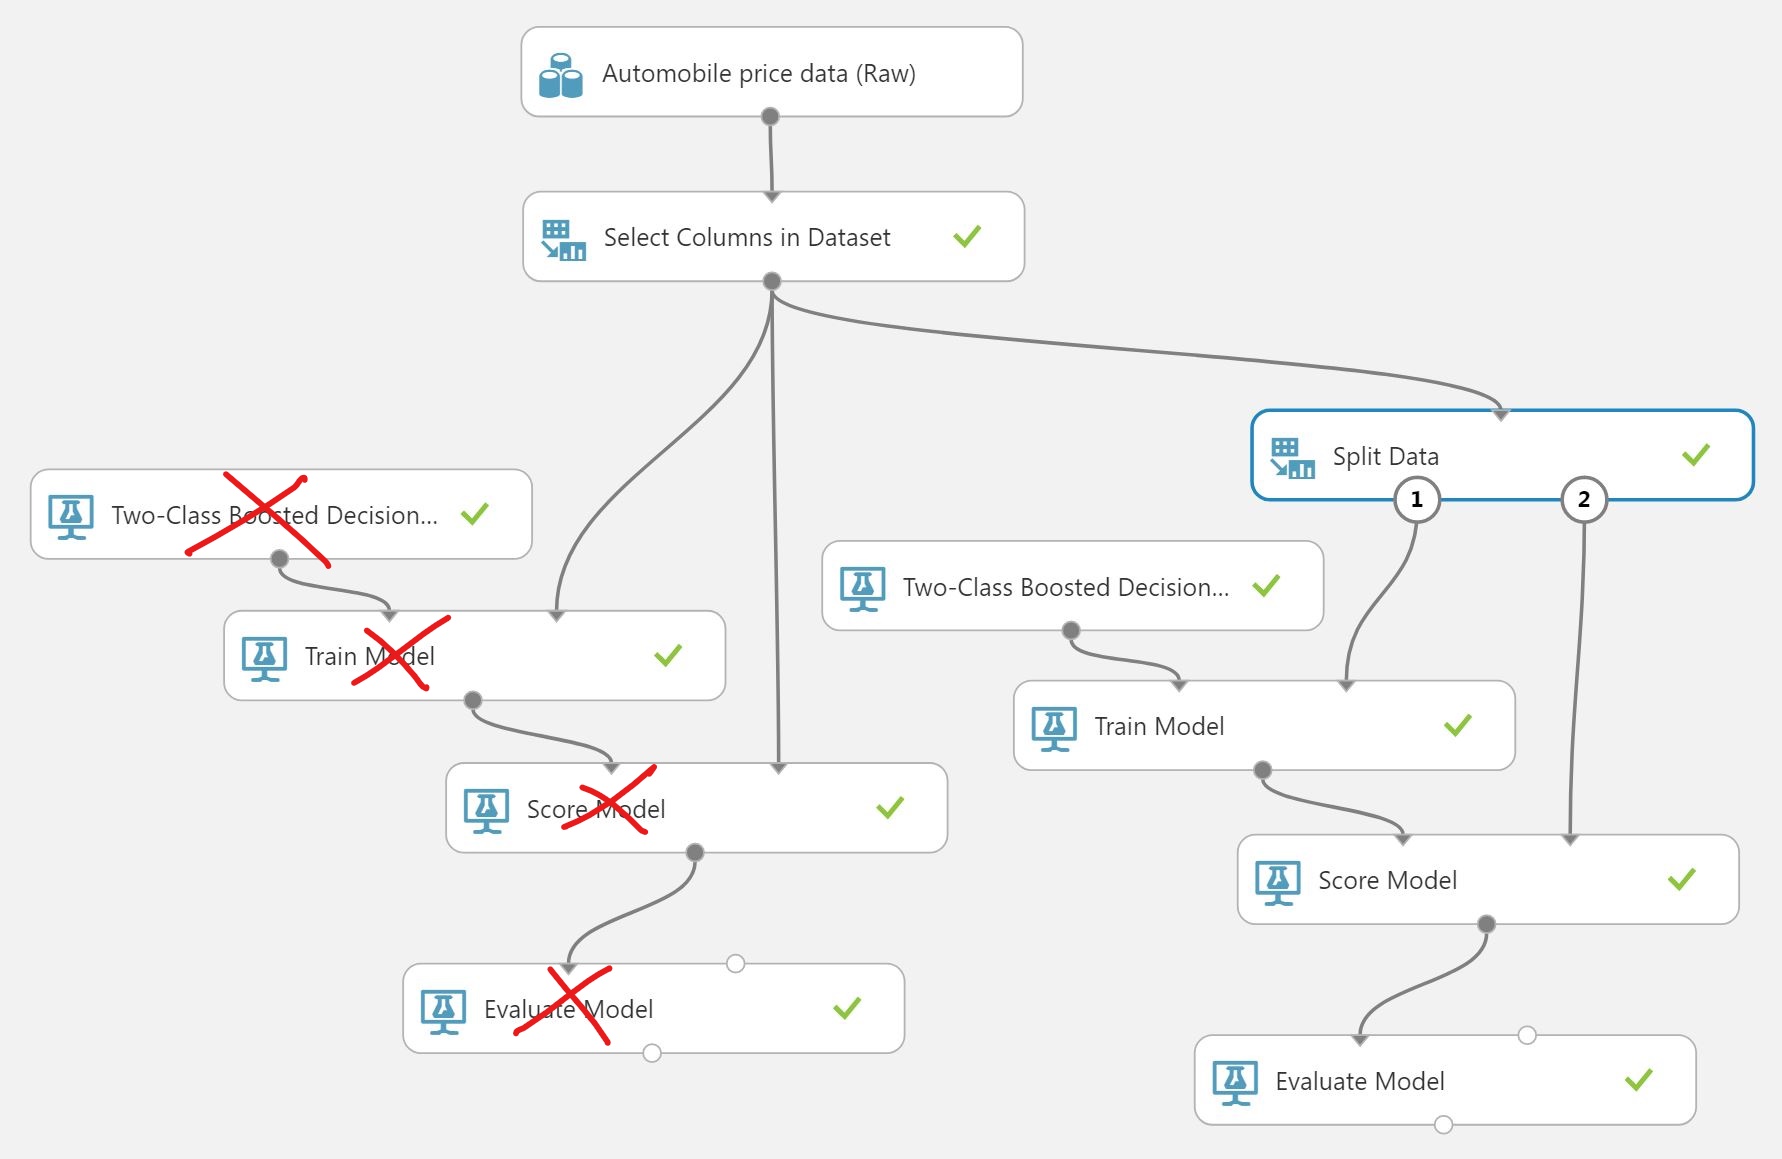 Automobile price data (Raw)
Select Columns in Dataset
Split Data
1
2
Two-Class Boosted Decision...
Train Model
Score Model
Evaluate Model
Two-Class Boosted Decision...
Train Model
Score Model
Evaluate Model